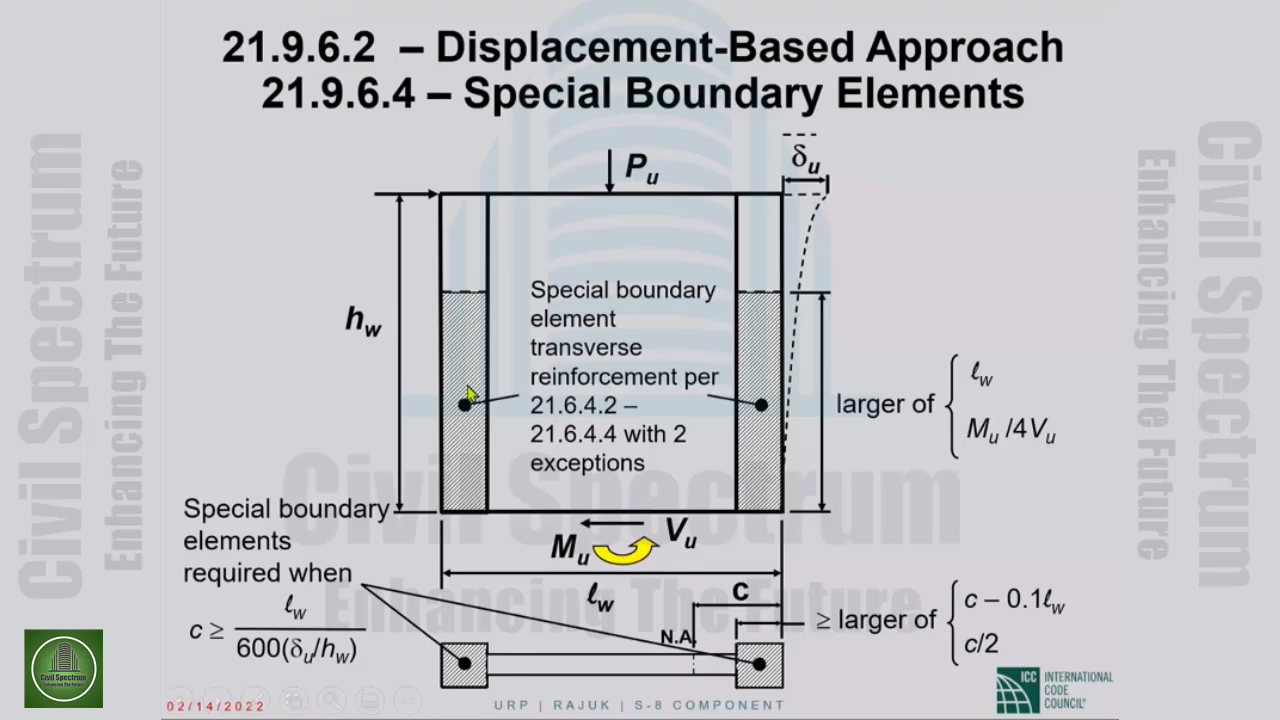 21.9.6.2 – Displacement-Based Approach
21.9.6.4 – Special Boundary Elements
Pu
δu
hw
Special boundary
element
transverse
reinforcement per
21.6.4.2 –
21.6.4.4 with 2
exceptions
larger of
ℓw
Mu /4Vu
Special boundary
elements
required when
c ≥ ℓw
600(δu/hw)
Mu
Vu
ℓw
c
N.A.
≥ larger of
c – 0.1ℓw
c/2
Civil Spectrum
Enhancing The Future
Civil Spectrum
Enhancing The Future
Civil Spectrum
Enhancing The Future
Civil Spectrum
Enhancing The Future
02/14/2022
URP | RAJUK | S-8 COMPONENT
ICC
INTERNATIONAL
CODE
COUNCIL®